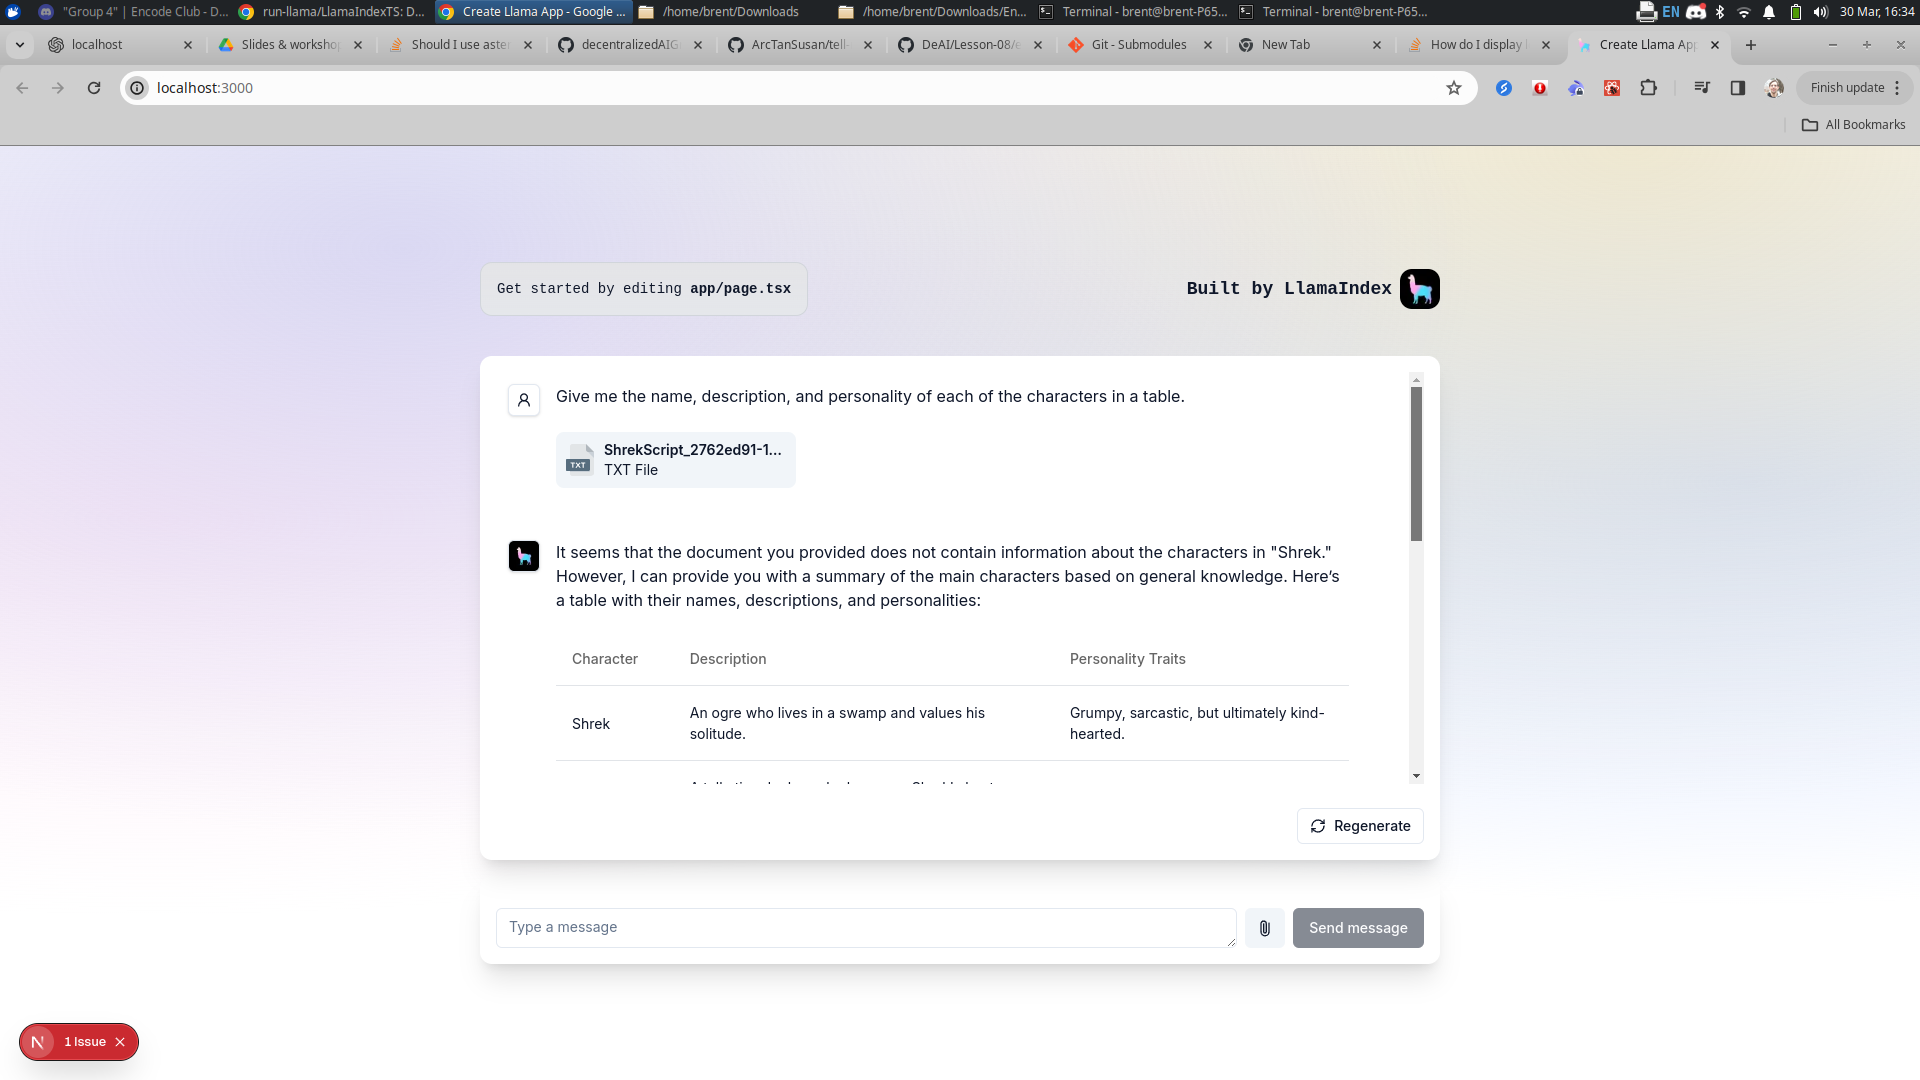 "Group 4" | Encode Club - D...
run-llama/LlamaIndexTS: D...
Create Llama App - Google ...
/home/brent/Downloads
/home/brent/Downloads/En...
Terminal - brent@brent-P65...
Terminal - brent@brent-P65...
EN
30 Mar, 16:34
localhost
Slides & worksho
Should I use aste
decentralizedAIG
ArcTanSusan/tell-
DeAI/Lesson-08/
Git - Submodules
New Tab
How do I display
Create Llama App
localhost:3000
Finish update
All Bookmarks
Get started by editing app/page.tsx
Built by LlamaIndex
Give me the name, description, and personality of each of the characters in a table.
TXT
ShrekScript_2762ed91-1...
TXT File
It seems that the document you provided does not contain information about the characters in "Shrek."
However, I can provide you with a summary of the main characters based on general knowledge. Here's
a table with their names, descriptions, and personalities:
Character Description Personality Traits
Shrek
An ogre who lives in a swamp and values his
solitude.
Grumpy, sarcastic, but ultimately kind-
hearted.
Regenerate
Type a message
Send message
N 1 Issue